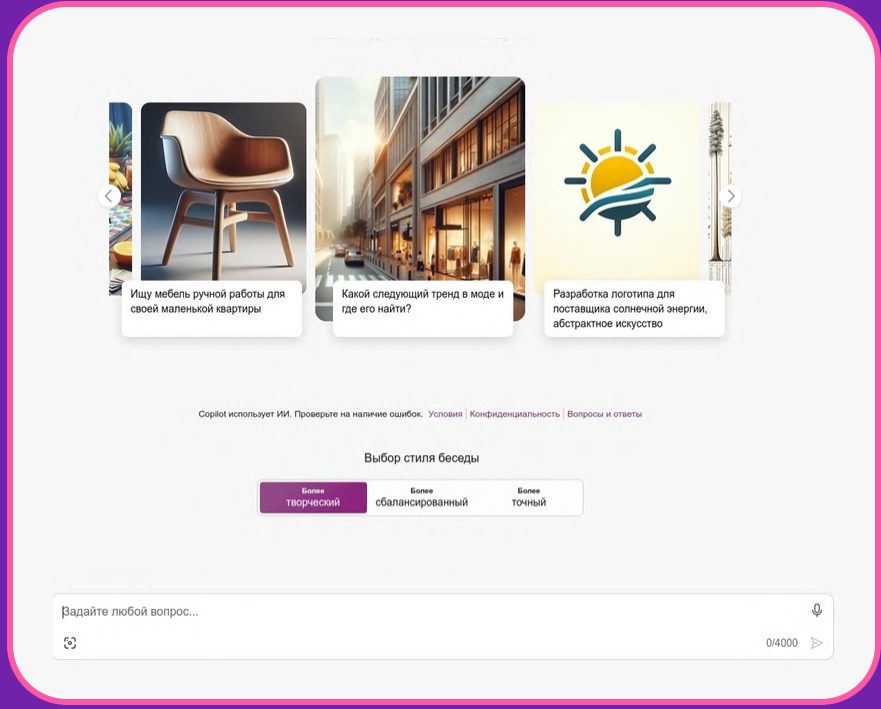 Ищу мебель ручной работы для
своей маленькой квартиры
Какой следующий тренд в моде и
где его найти?
Разработка логотипа для
поставщика солнечной энергии,
абстрактное искусство
Copilot использует ИИ. Проверьте на наличие ошибок. Условия Конфиденциальность Вопросы и ответы
Выбор стиля беседы
Более
творческий
Более
сбалансированный
Более
точный
Задайте любой вопрос...
0/4000